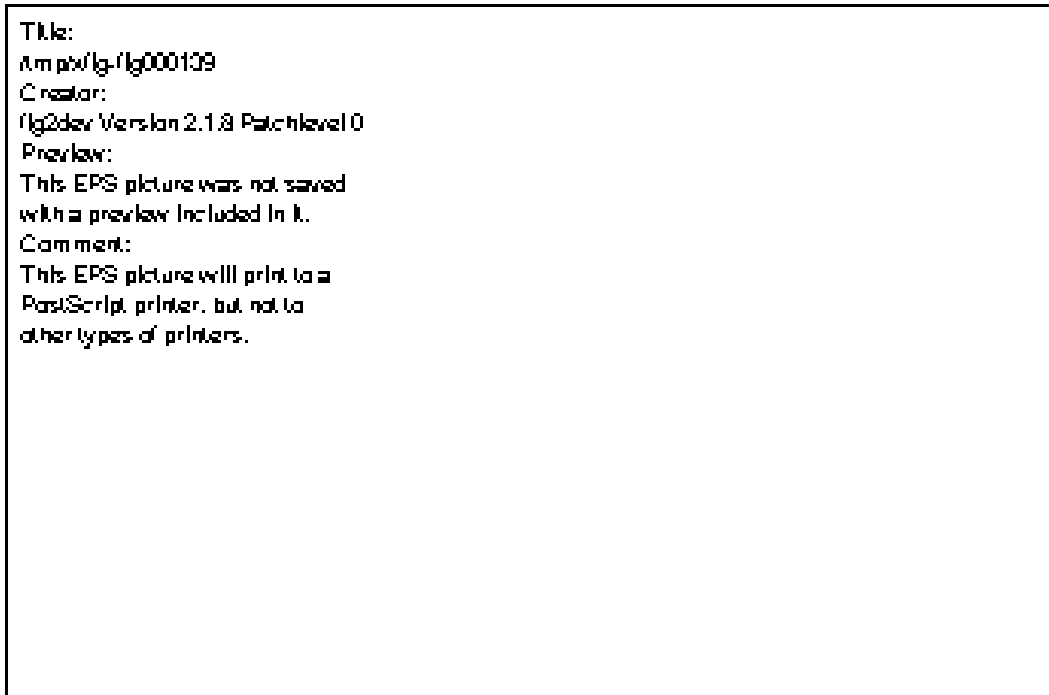 Title:
/tmp/xfig-fig000139
Creator:
fig2dev Version 2.1.8 Patchlevel 0
Preview:
This EPS picture was not saved
with a preview included in it.
Comment:
This EPS picture will print to a
PostScript printer, but not to
other types of printers.